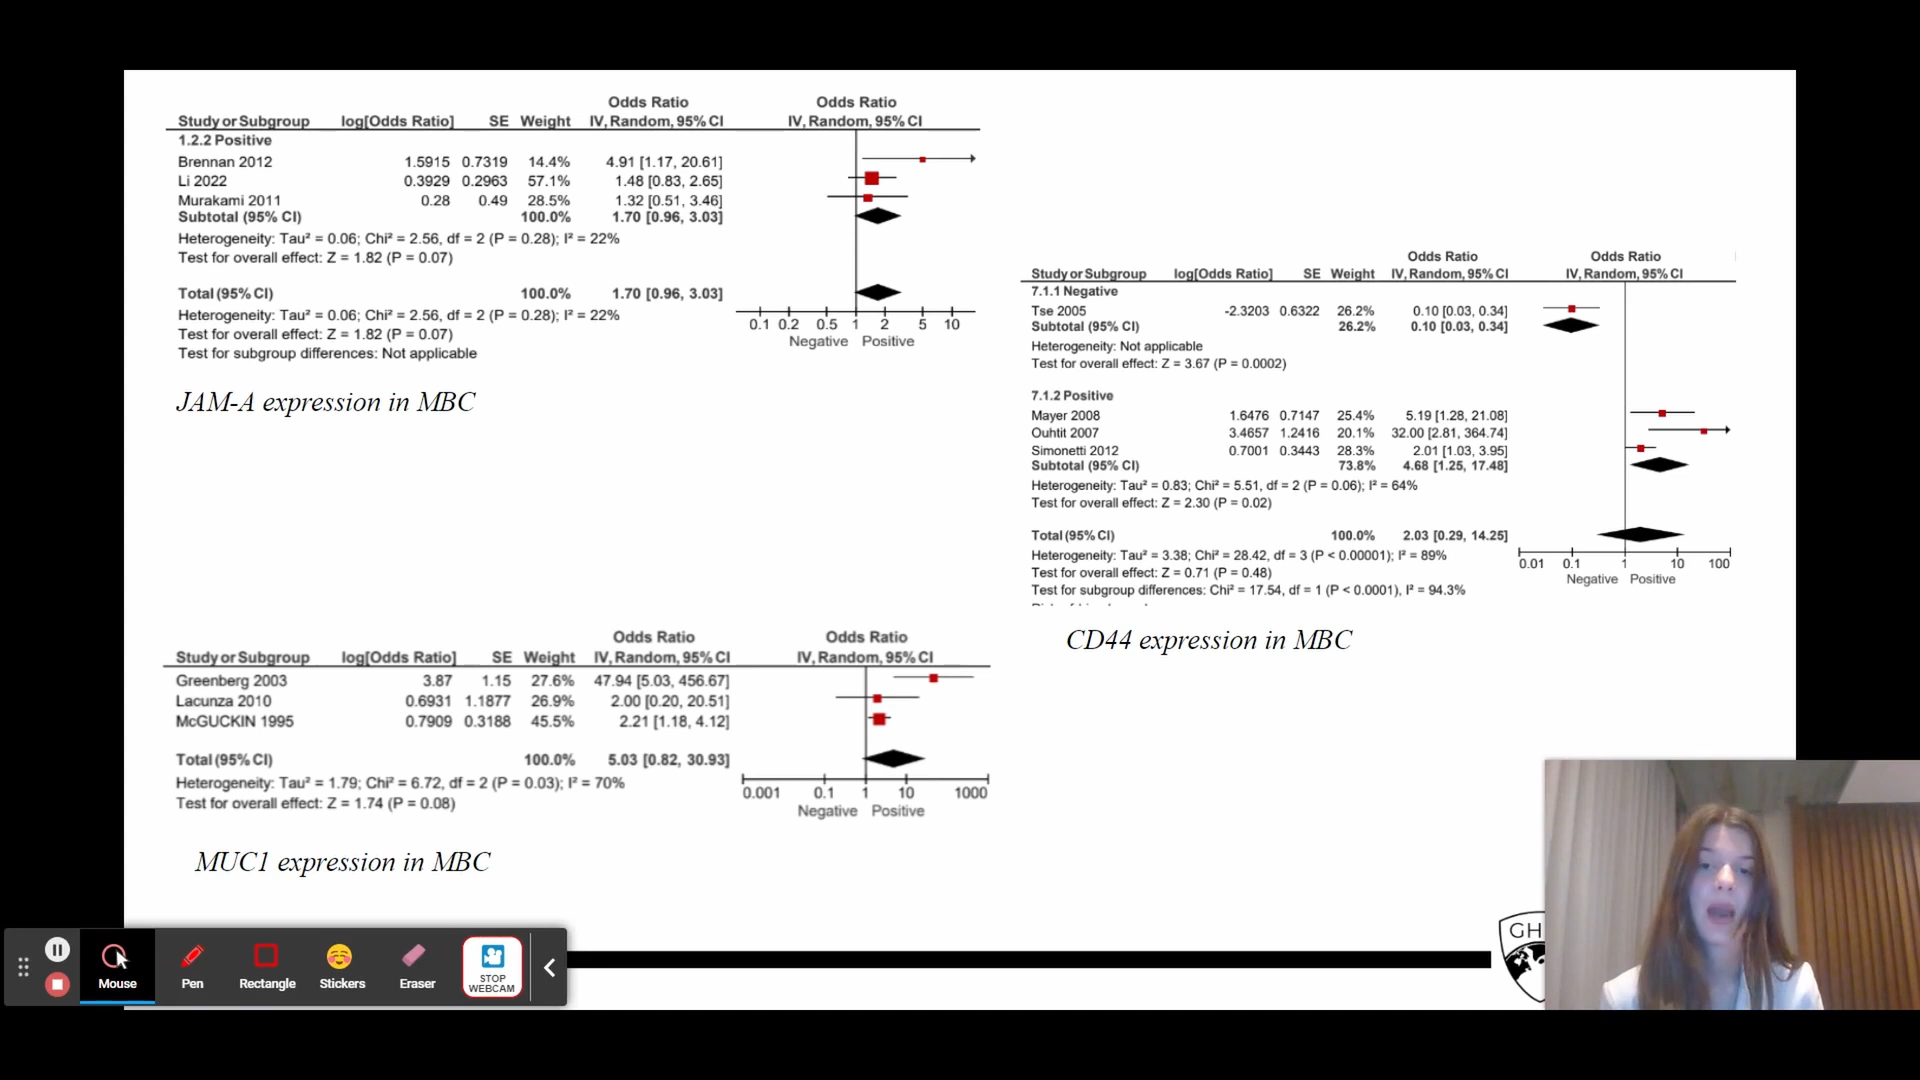 Odds Ratio Odds Ratio
Study or Subgroup log[Odds Ratio] SE Weight IV, Random, 95% CI IV, Random, 95% CI
1.2.2 Positive
Brennan 2012 1.5915 0.7319 14.4% 4.91 [1.17, 20.61]
Li 2022 0.3929 0.2963 57.1% 1.48 [0.83, 2.65]
Murakami 2011 0.28 0.49 28.5% 1.32 [0.51, 3.46]
Subtotal (95% CI) 100.0% 1.70 [0.96, 3.03]
Heterogeneity: Tau² = 0.06; Chi² = 2.56, df = 2 (P = 0.28); I² = 22%
Test for overall effect: Z = 1.82 (P = 0.07)
Total (95% CI) 100.0% 1.70 [0.96, 3.03]
Heterogeneity: Tau² = 0.06; Chi² = 2.56, df = 2 (P = 0.28); I² = 22%
Test for overall effect: Z = 1.82 (P = 0.07)
Test for subgroup differences: Not applicable
0.1 0.2 0.5 1 2 5 10
Negative Positive
JAM-A expression in MBC
Odds Ratio Odds Ratio
Study or Subgroup log[Odds Ratio] SE Weight IV, Random, 95% CI IV, Random, 95% CI
7.1.1 Negative
Tse 2005 -2.3203 0.6322 26.2% 0.10 [0.03, 0.34]
Subtotal (95% CI) 26.2% 0.10 [0.03, 0.34]
Heterogeneity: Not applicable
Test for overall effect: Z = 3.67 (P = 0.0002)
7.1.2 Positive
Mayer 2008 1.6476 0.7147 25.4% 5.19 [1.28, 21.08]
Ouhtit 2007 3.4657 1.2416 20.1% 32.00 [2.81, 364.74]
Simonetti 2012 0.7001 0.3443 28.3% 2.01 [1.03, 3.95]
Subtotal (95% CI) 73.8% 4.68 [1.25, 17.48]
Heterogeneity: Tau² = 0.83; Chi² = 5.51, df = 2 (P = 0.06); I² = 64%
Test for overall effect: Z = 2.30 (P = 0.02)
Total (95% CI) 100.0% 2.03 [0.29, 14.25]
Heterogeneity: Tau² = 3.38; Chi² = 28.42, df = 3 (P < 0.00001); I² = 89%
Test for overall effect: Z = 0.71 (P = 0.48)
Test for subgroup differences: Chi² = 17.54, df = 1 (P < 0.0001), I² = 94.3%
0.01 0.1 1 10 100
Negative Positive
CD44 expression in MBC
Odds Ratio Odds Ratio
Study or Subgroup log[Odds Ratio] SE Weight IV, Random, 95% CI IV, Random, 95% CI
Greenberg 2003 3.87 1.15 27.6% 47.94 [5.03, 456.67]
Lacunza 2010 0.6931 1.1877 26.9% 2.00 [0.20, 20.51]
McGUCKIN 1995 0.7909 0.3188 45.5% 2.21 [1.18, 4.12]
Total (95% CI) 100.0% 5.03 [0.82, 30.93]
Heterogeneity: Tau² = 1.79; Chi² = 6.72, df = 2 (P = 0.03); I² = 70%
Test for overall effect: Z = 1.74 (P = 0.08)
0.001 0.1 1 10 1000
Negative Positive
MUC1 expression in MBC
Mouse Pen Rectangle Stickers Eraser STOP WEBCAM
GH